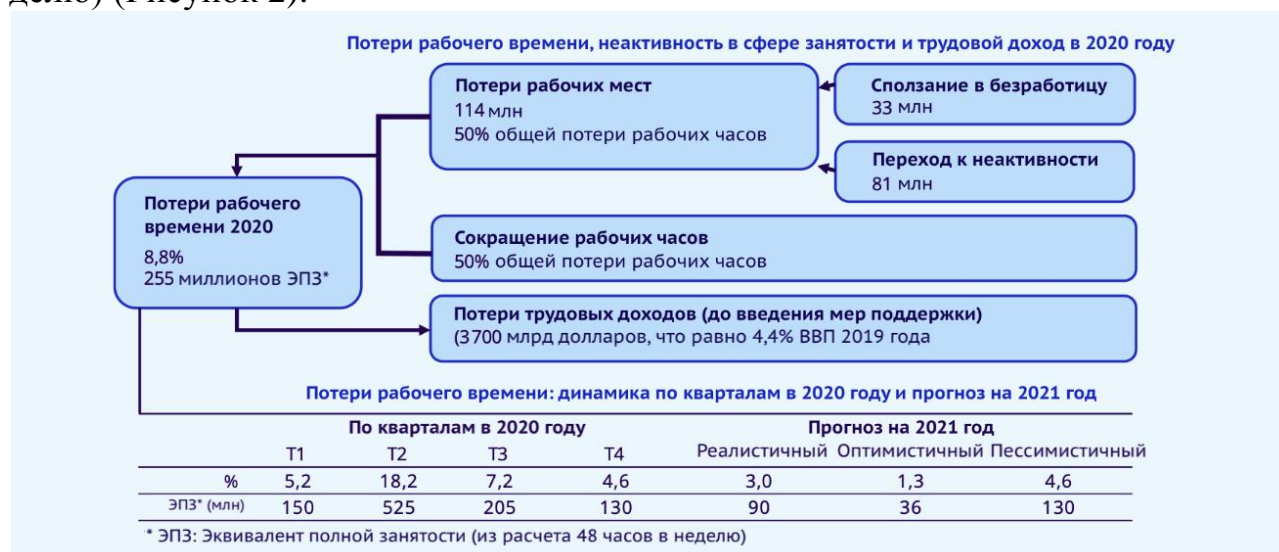 делю) (Рисунок 2).
Потери рабочего времени, неактивность в сфере занятости и трудовой доход в 2020 году
Потери рабочих мест
114 млн
50% общей потери рабочих часов
Сползание в безработицу
33 млн
Переход к неактивности
81 млн
Потери рабочего
времени 2020
8,8%
255 миллионов ЭПЗ*
Сокращение рабочих часов
50% общей потери рабочих часов
Потери трудовых доходов (до введения мер поддержки)
(3700 млрд долларов, что равно 4,4% ВВП 2019 года
Потери рабочего времени: динамика по кварталам в 2020 году и прогноз на 2021 год
По кварталам в 2020 году Прогноз на 2021 год
Т1 Т2 Т3 Т4 Реалистичный Оптимистичный Пессимистичный
% 5,2 18,2 7,2 4,6 3,0 1,3 4,6
ЭПЗ* (млн) 150 525 205 130 90 36 130
* ЭПЗ: Эквивалент полной занятости (из расчета 48 часов в неделю)